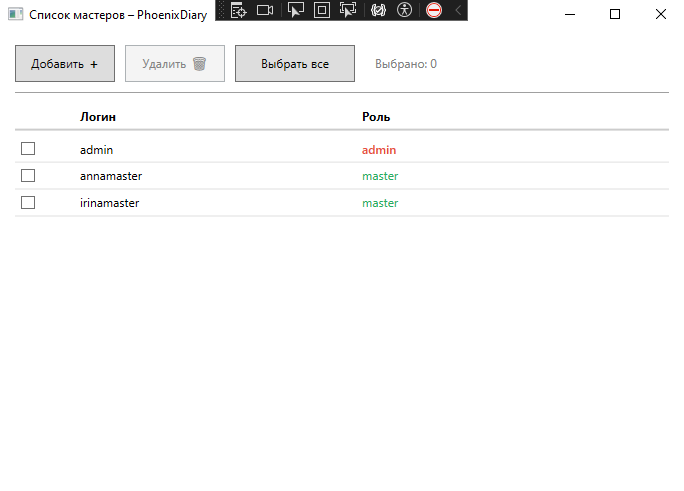 Список мастеров – PhoenixDiary
Добавить + Удалить Выбрать все Выбрано: 0
Логин Роль
admin admin
annamaster master
irinamaster master